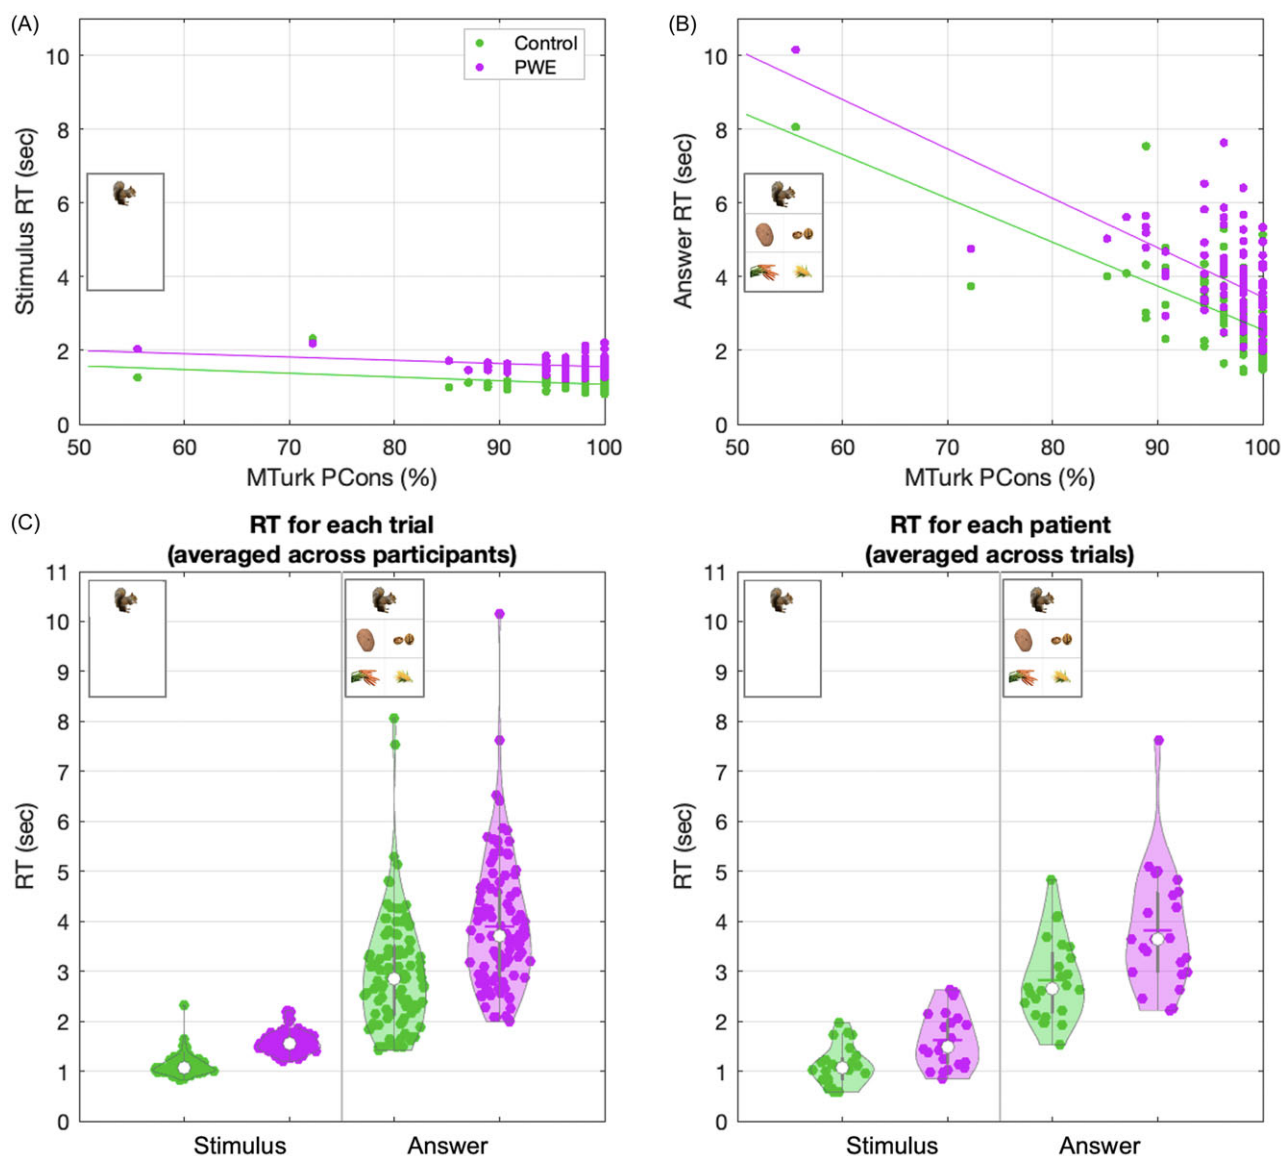 (A)
Control
PWE
Stimulus RT (sec)
10
8
6
4
2
0
50 60 70 80 90 100
MTurk PCons (%)
(B)
Answer RT (sec)
10
8
6
4
2
0
50 60 70 80 90 100
MTurk PCons (%)
(C)
RT for each trial
(averaged across participants)
RT (sec)
11
10
9
8
7
6
5
4
3
2
1
0
Stimulus Answer
RT for each patient
(averaged across trials)
RT (sec)
11
10
9
8
7
6
5
4
3
2
1
0
Stimulus Answer